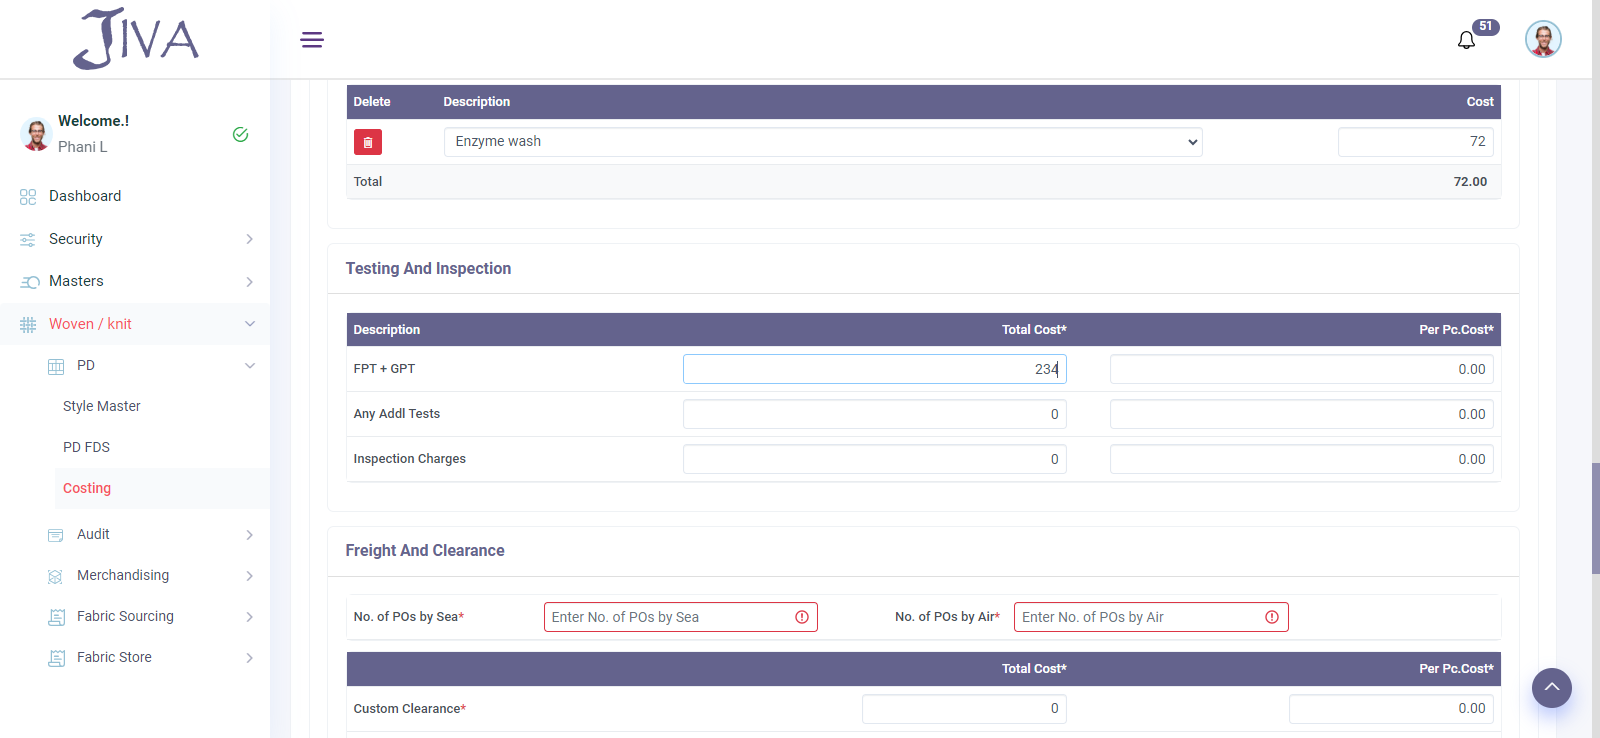 JIVA
51
Welcome.!
Phani L
Dashboard
Security
Masters
Woven / knit
PD
Style Master
PD FDS
Costing
Audit
Merchandising
Fabric Sourcing
Fabric Store
Delete Description Cost
Enzyme wash 72
Total 72.00
Testing And Inspection
Description Total Cost* Per Pc.Cost*
FPT + GPT 234 0.00
Any Addl Tests 0 0.00
Inspection Charges 0 0.00
Freight And Clearance
No. of POs by Sea* Enter No. of POs by Sea No. of POs by Air* Enter No. of POs by Air
Total Cost* Per Pc.Cost*
Custom Clearance* 0 0.00